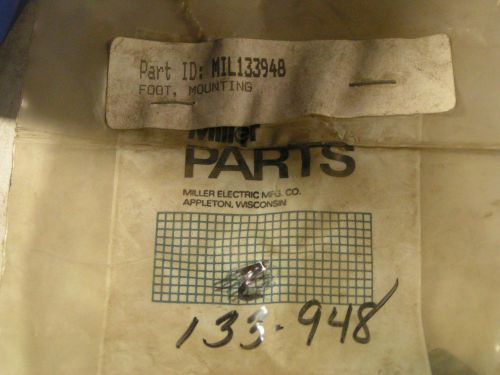 Part ID: MIL133948
FOOT, MOUNTING
Miller
PARTS
MILLER ELECTRIC MFG. CO.
APPLETON, WISCONSIN
133-948